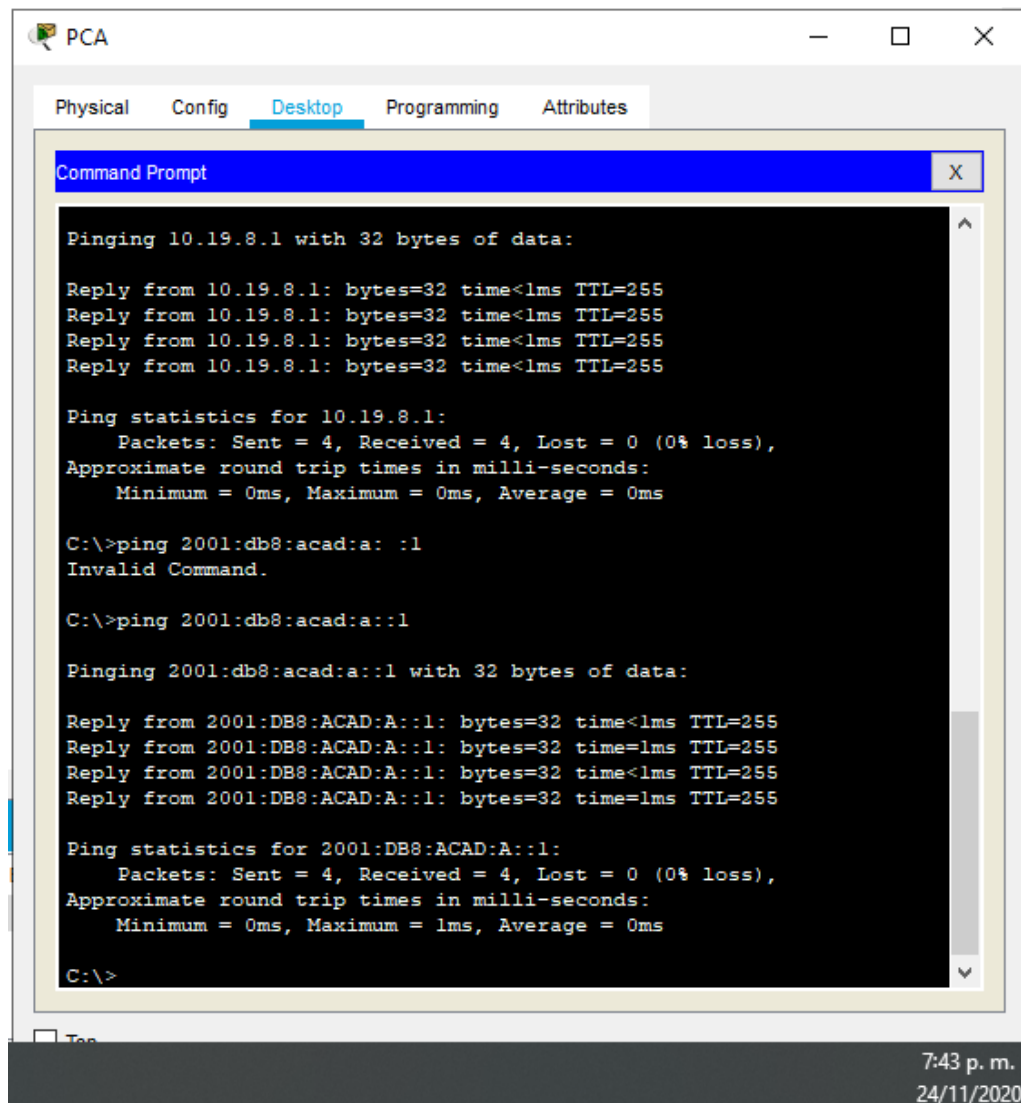 PCA
Physical Config Desktop Programming Attributes
Command Prompt X
Pinging 10.19.8.1 with 32 bytes of data:
Reply from 10.19.8.1: bytes=32 time<1ms TTL=255
Reply from 10.19.8.1: bytes=32 time<1ms TTL=255
Reply from 10.19.8.1: bytes=32 time<1ms TTL=255
Reply from 10.19.8.1: bytes=32 time<1ms TTL=255
Ping statistics for 10.19.8.1:
Packets: Sent = 4, Received = 4, Lost = 0 (0% loss),
Approximate round trip times in milli-seconds:
Minimum = 0ms, Maximum = 0ms, Average = 0ms
C:\>ping 2001:db8:acad:a: :1
Invalid Command.
C:\>ping 2001:db8:acad:a::1
Pinging 2001:db8:acad:a::1 with 32 bytes of data:
Reply from 2001:DB8:ACAD:A::1: bytes=32 time<1ms TTL=255
Reply from 2001:DB8:ACAD:A::1: bytes=32 time=1ms TTL=255
Reply from 2001:DB8:ACAD:A::1: bytes=32 time<1ms TTL=255
Reply from 2001:DB8:ACAD:A::1: bytes=32 time=1ms TTL=255
Ping statistics for 2001:DB8:ACAD:A::1:
Packets: Sent = 4, Received = 4, Lost = 0 (0% loss),
Approximate round trip times in milli-seconds:
Minimum = 0ms, Maximum = 1ms, Average = 0ms
C:\>
Top
7:43 p. m.
24/11/2020